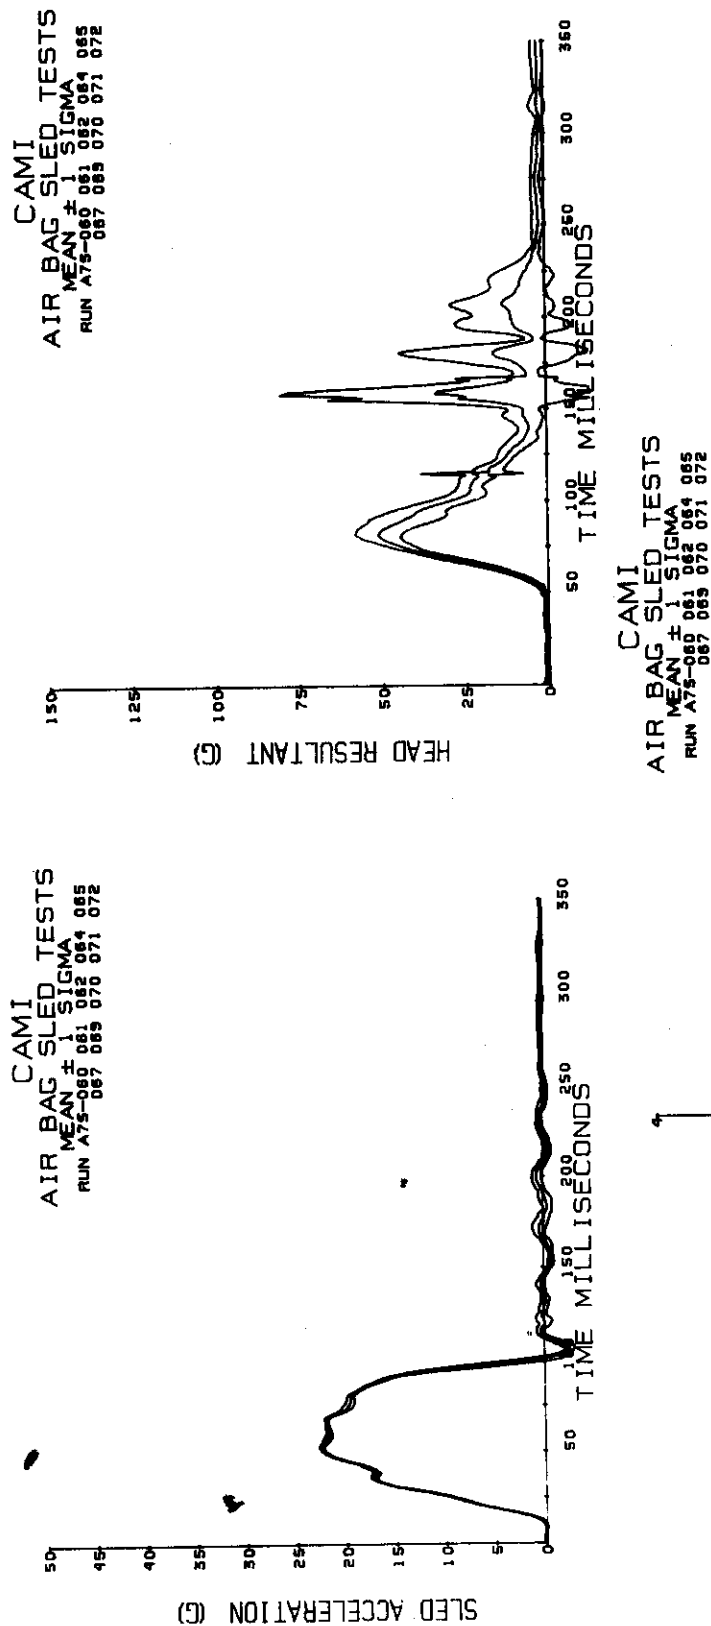 CAMI
AIR BAG SLED TESTS
MEAN ± 1 SIGMA
RUN A75-060 061 062 064 065
067 069 070 071 072
SLED ACCELERATION (G)
50
45
40
35
30
25
20
15
10
5
0
50 1 150 200 250 300 350
TIME MILLISECONDS
CAMI
AIR BAG SLED TESTS
MEAN ± 1 SIGMA
RUN A75-060 061 062 064 065
067 069 070 071 072
HEAD RESULTANT (G)
150
125
100
75
50
25
0
50 100 150 200 250 300 350
TIME MILLISECONDS
CAMI
AIR BAG SLED TESTS
MEAN ± 1 SIGMA
RUN A75-060 061 062 064 065
067 069 070 071 072
4